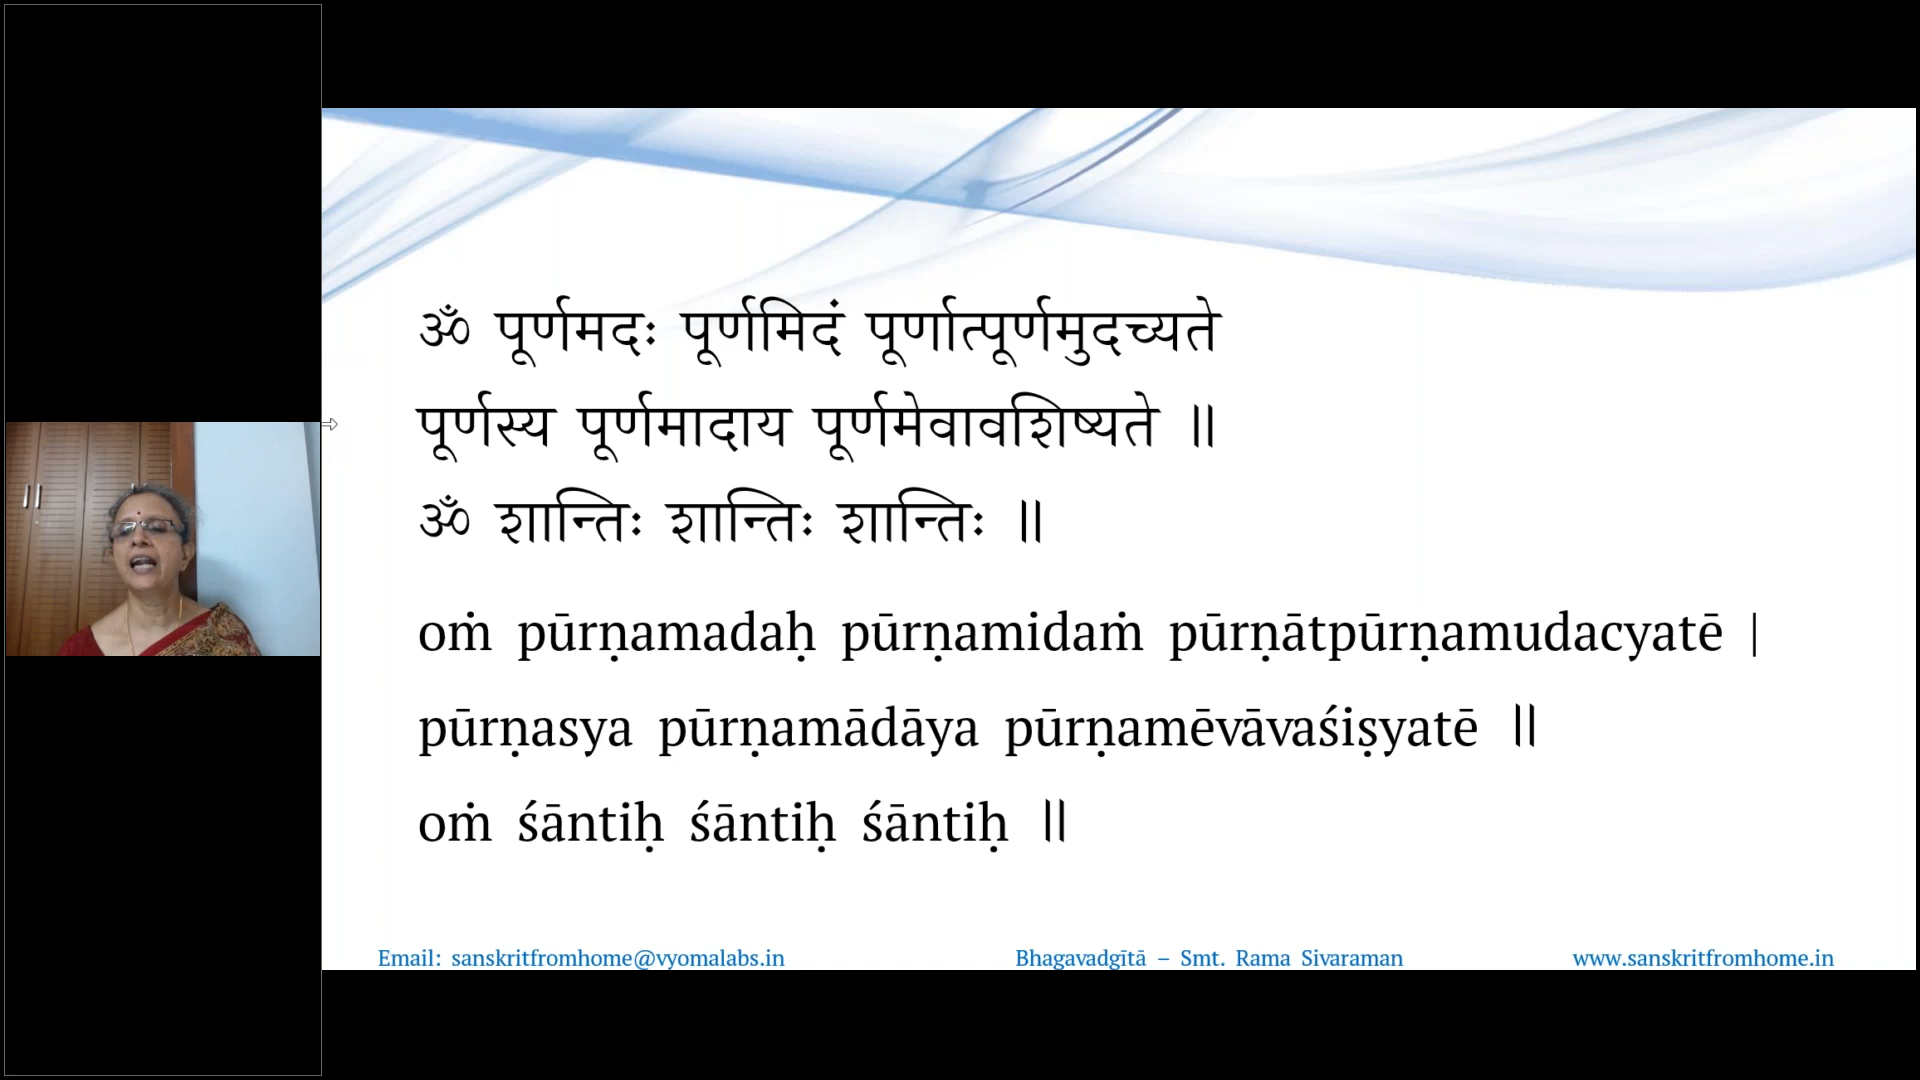 ॐ पूर्णमदः पूर्णमिदं पूर्णात्पूर्णमुदच्यते
पूर्णस्य पूर्णमादाय पूर्णमेवावशिष्यते ॥
ॐ शान्तिः शान्तिः शान्तिः ॥
oṁ pūrṇamadaḥ pūrṇamidaṁ pūrṇātpūrṇamudacyatē |
pūrṇasya pūrṇamādāya pūrṇamēvāvaśiṣyatē ||
oṁ śāntiḥ śāntiḥ śāntiḥ ||
Email: sanskritfromhome@vyomalabs.in Bhagavadgītā – Smt. Rama Sivaraman www.sanskritfromhome.in